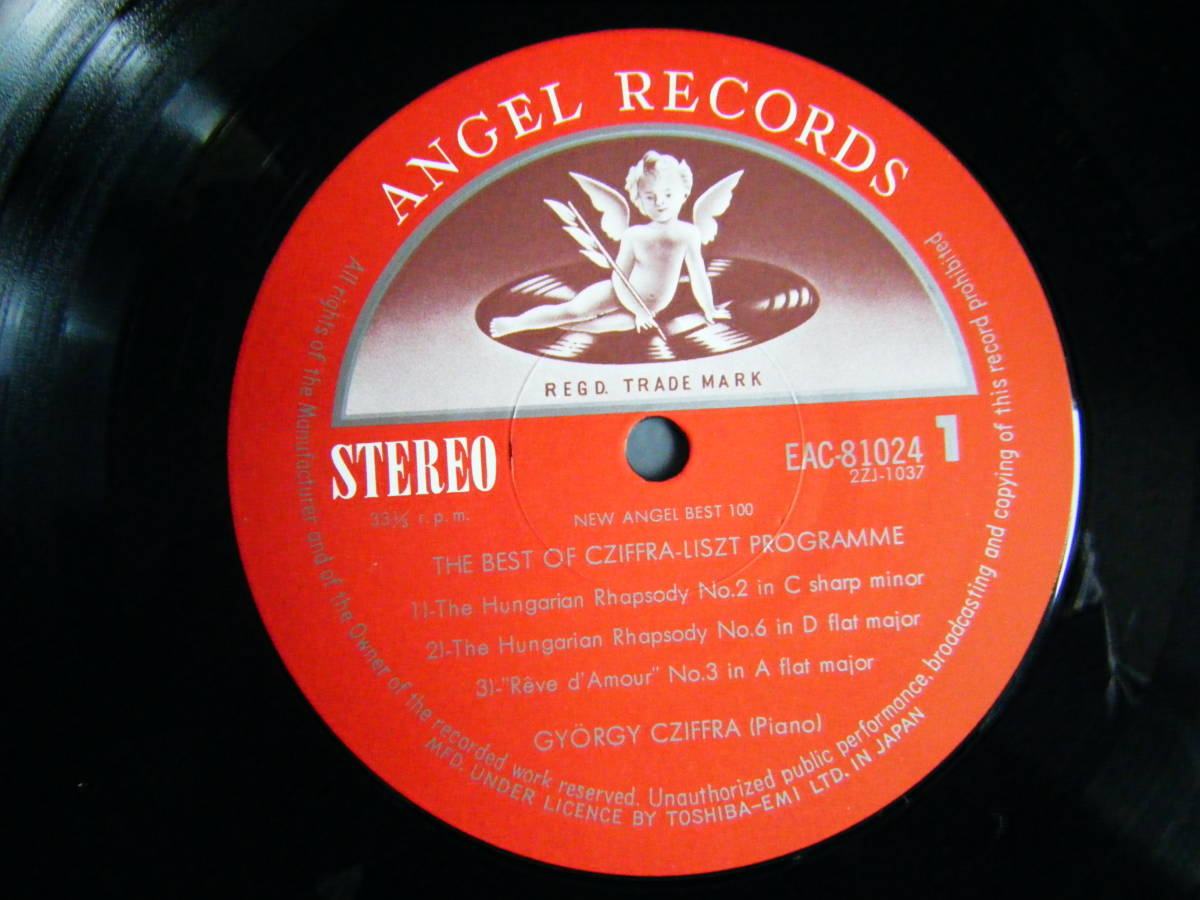 ANGEL RECORDS
REGD. TRADE MARK
STEREO
33⅓ r.p.m.
EAC-81024 1
2ZJ-1037
NEW ANGEL BEST 100
THE BEST OF CZIFFRA-LISZT PROGRAMME
1)-The Hungarian Rhapsody No.2 in C sharp minor
2)-The Hungarian Rhapsody No.6 in D flat major
3)-"Rêve d'Amour" No.3 in A flat major
GYÖRGY CZIFFRA (Piano)
All rights of the Manufacturer and of the Owner of the recorded work reserved. Unauthorized public performance, broadcasting and copying of this record prohibited
MFD. UNDER LICENCE BY TOSHIBA-EMI LTD. IN JAPAN